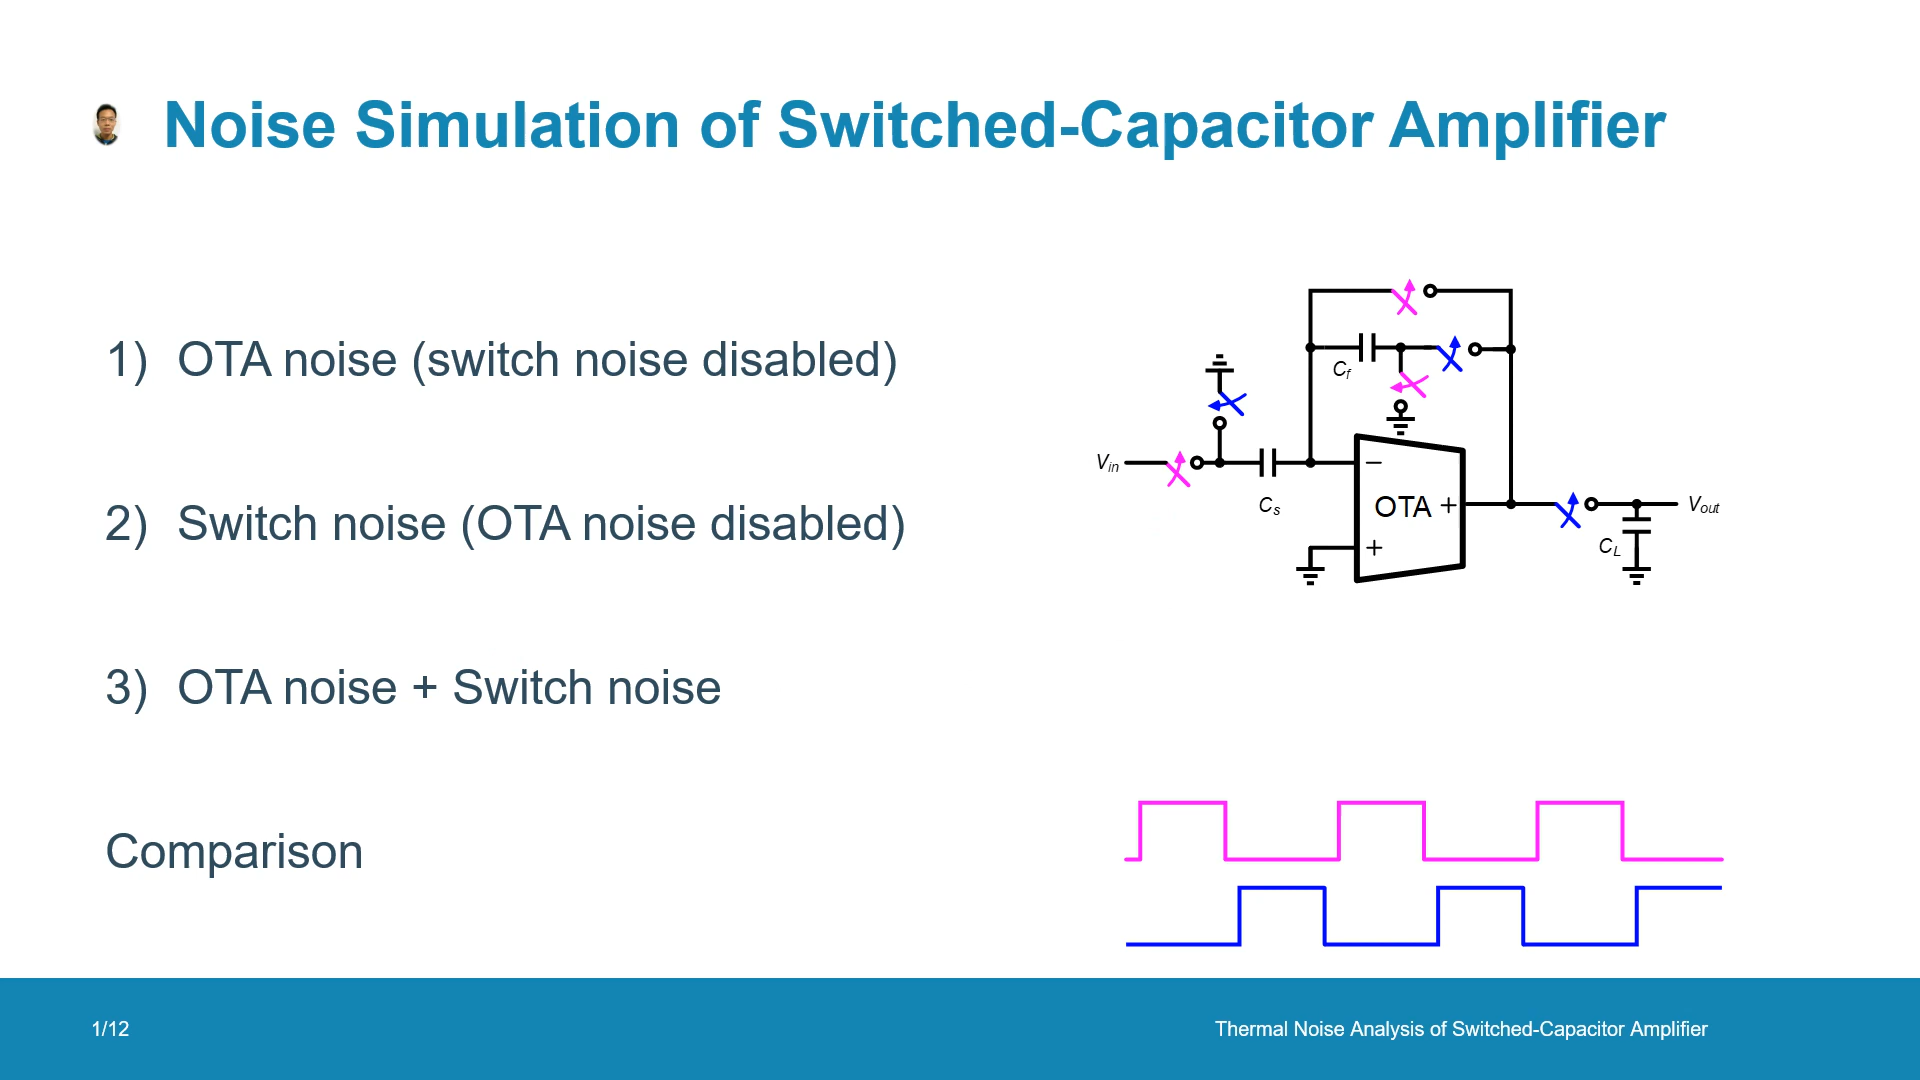 Noise Simulation of Switched-Capacitor Amplifier
1) OTA noise (switch noise disabled)
2) Switch noise (OTA noise disabled)
3) OTA noise + Switch noise
Comparison
Cf
Vin
Cs
−
OTA +
+
Vout
CL
1/12
Thermal Noise Analysis of Switched-Capacitor Amplifier